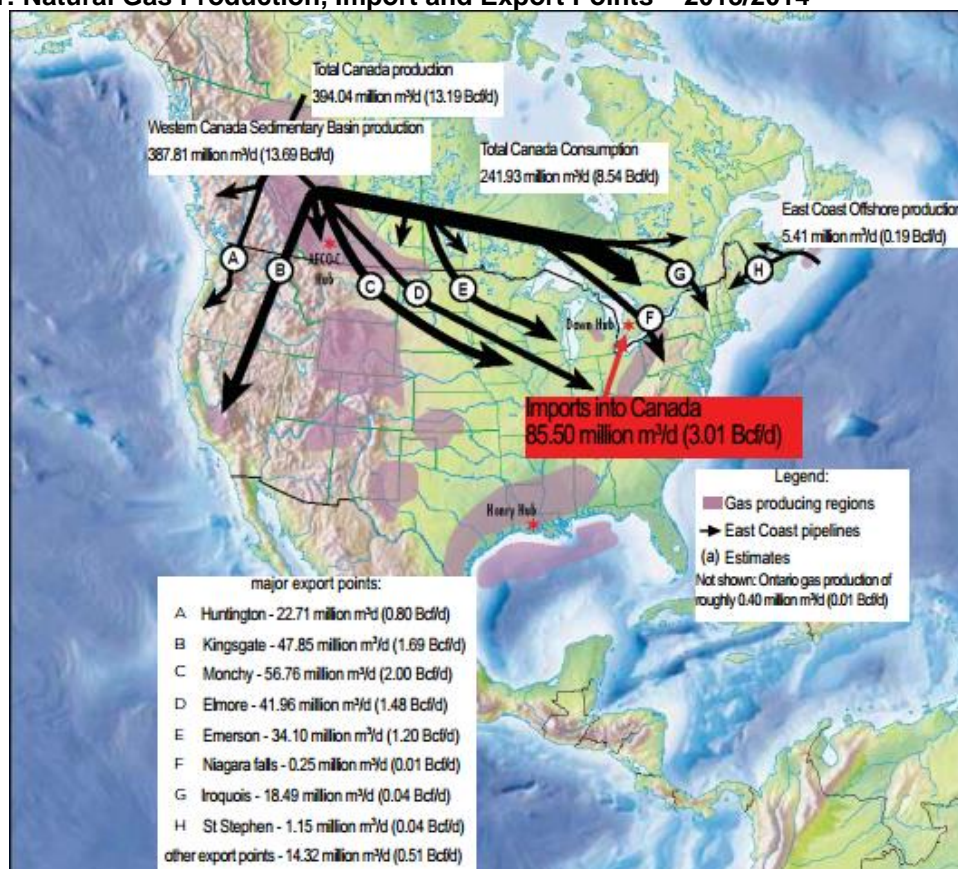 Natural Gas Production, Import and Export Points – 2013/2014
Total Canada production
394.04 million m³/d (13.19 Bcf/d)
Western Canada Sedimentary Basin production
387.81 million m³/d (13.69 Bcf/d)
Total Canada Consumption
241.93 million m³/d (8.54 Bcf/d)
East Coast Offshore production
5.41 million m³/d (0.19 Bcf/d)
A
B
C
D
E
F
G
H
AECO-C
Hub
Dawn Hub
Imports into Canada
85.50 million m³/d (3.01 Bcf/d)
Henry Hub
Legend:
Gas producing regions
East Coast pipelines
(a) Estimates
Not shown: Ontario gas production of
roughly 0.40 million m³/d (0.01 Bcf/d)
major export points:
A Huntington - 22.71 million m³/d (0.80 Bcf/d)
B Kingsgate - 47.85 million m³/d (1.69 Bcf/d)
C Monchy - 56.76 million m³/d (2.00 Bcf/d)
D Elmore - 41.96 million m³/d (1.48 Bcf/d)
E Emerson - 34.10 million m³/d (1.20 Bcf/d)
F Niagara falls - 0.25 million m³/d (0.01 Bcf/d)
G Iroquois - 18.49 million m³/d (0.04 Bcf/d)
H St Stephen - 1.15 million m³/d (0.04 Bcf/d)
other export points - 14.32 million m³/d (0.51 Bcf/d)